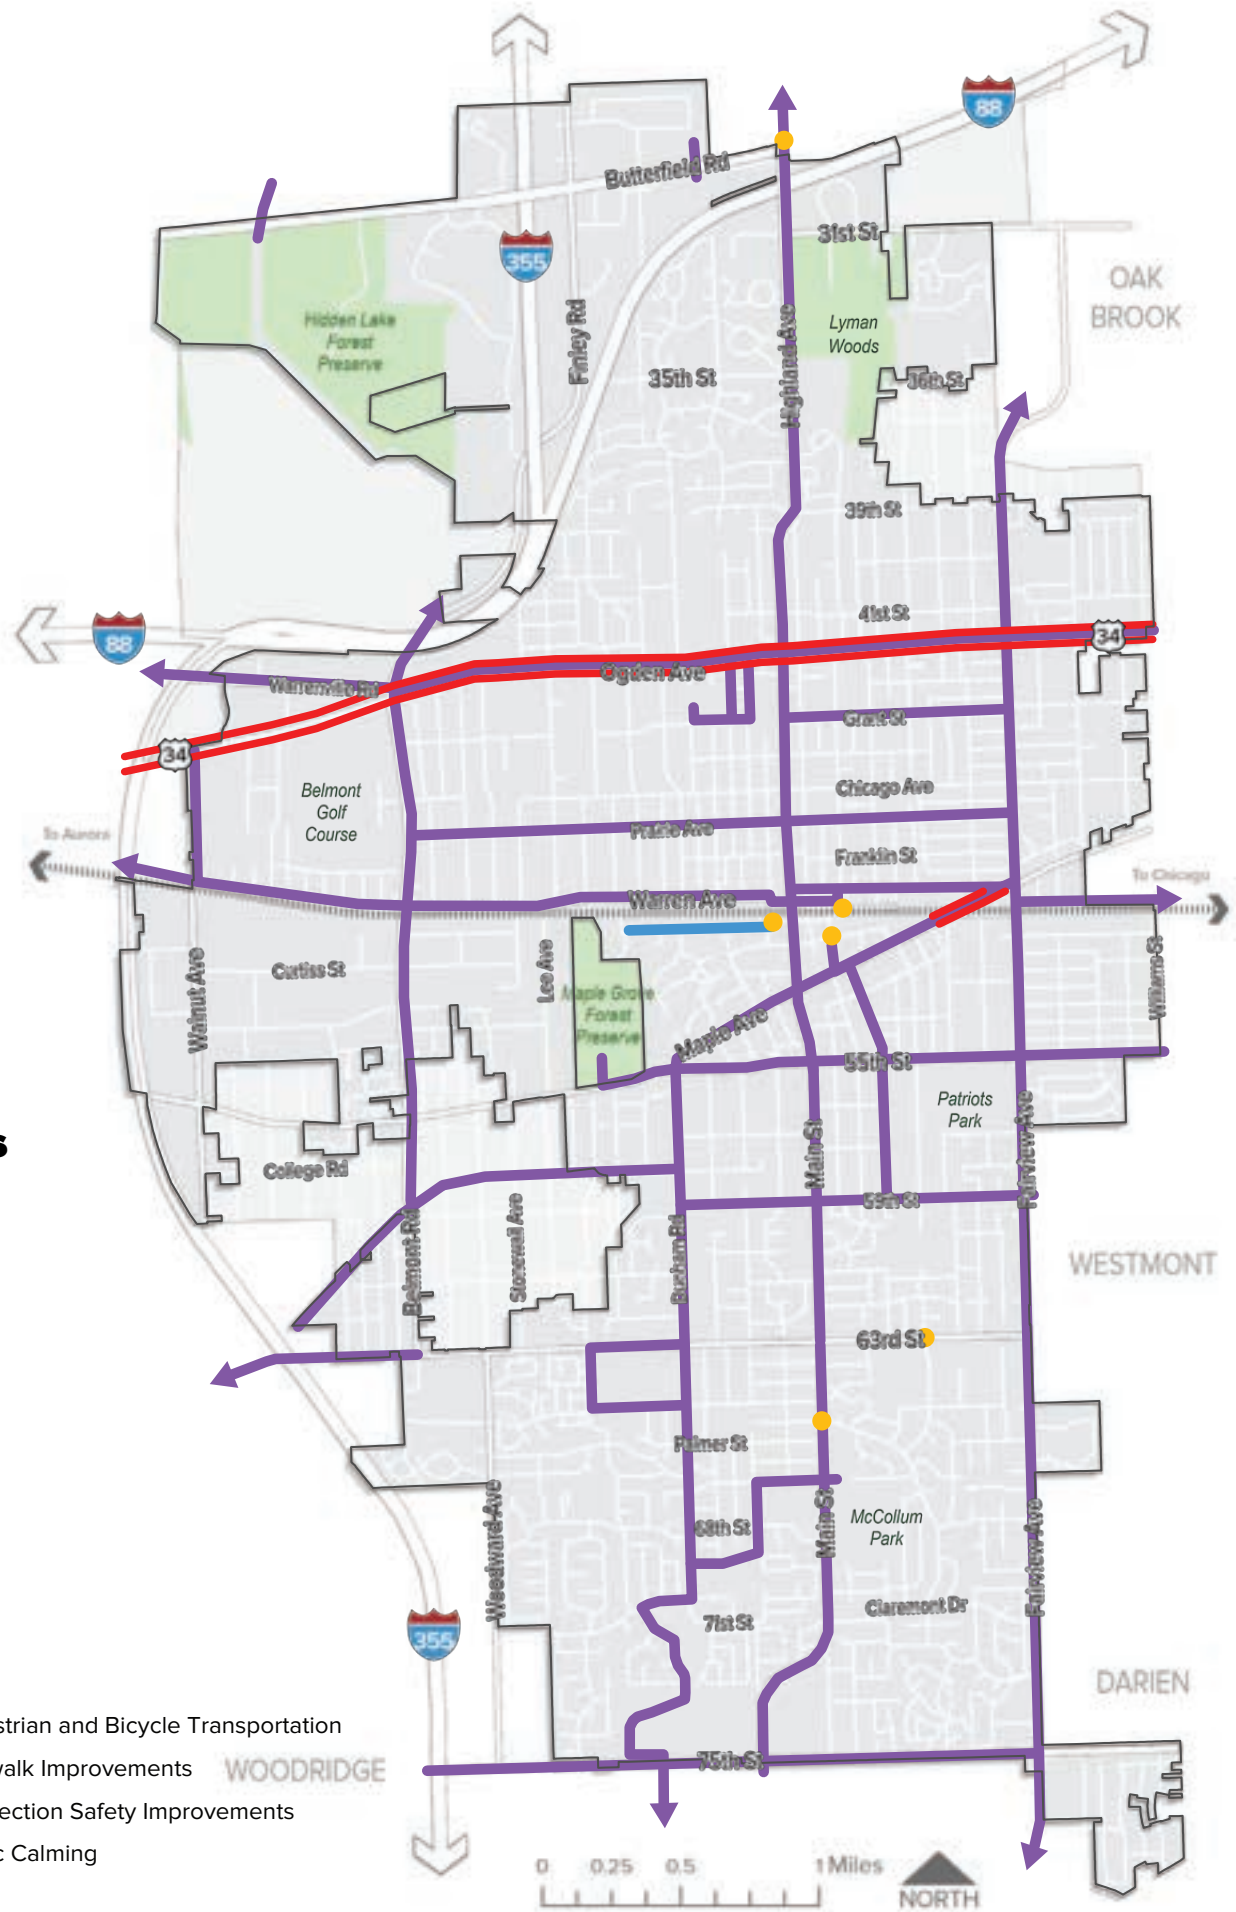 88
Butterfield Rd
31st St
355
OAK
BROOK
Hidden Lake
Forest
Preserve
Finley Rd
Highland Ave
Lyman
Woods
35th St
36th St
39th St
41st St
88
34
Ogden Ave
Warrenville Rd
Grant St
34
Belmont
Golf
Course
Chicago Ave
To Aurora
Prairie Ave
Franklin St
To Chicago
Warren Ave
Walnut Ave
Curtiss St
Lee Ave
Maple Grove
Forest
Preserve
Williams St
Maple Ave
55th St
Patriots
Park
s
Main St
Fairview Ave
College Rd
59th St
Belmont Rd
Stonewall Ave
Dunham Rd
WESTMONT
63rd St
Palmer St
Woodward Ave
68th St
Main St
McCollum
Park
Fairview Ave
Claremont Dr
71st St
355
DARIEN
strian and Bicycle Transportation
walk Improvements
WOODRIDGE
75th St
ection Safety Improvements
c Calming
0 0.25 0.5 1 Miles
NORTH